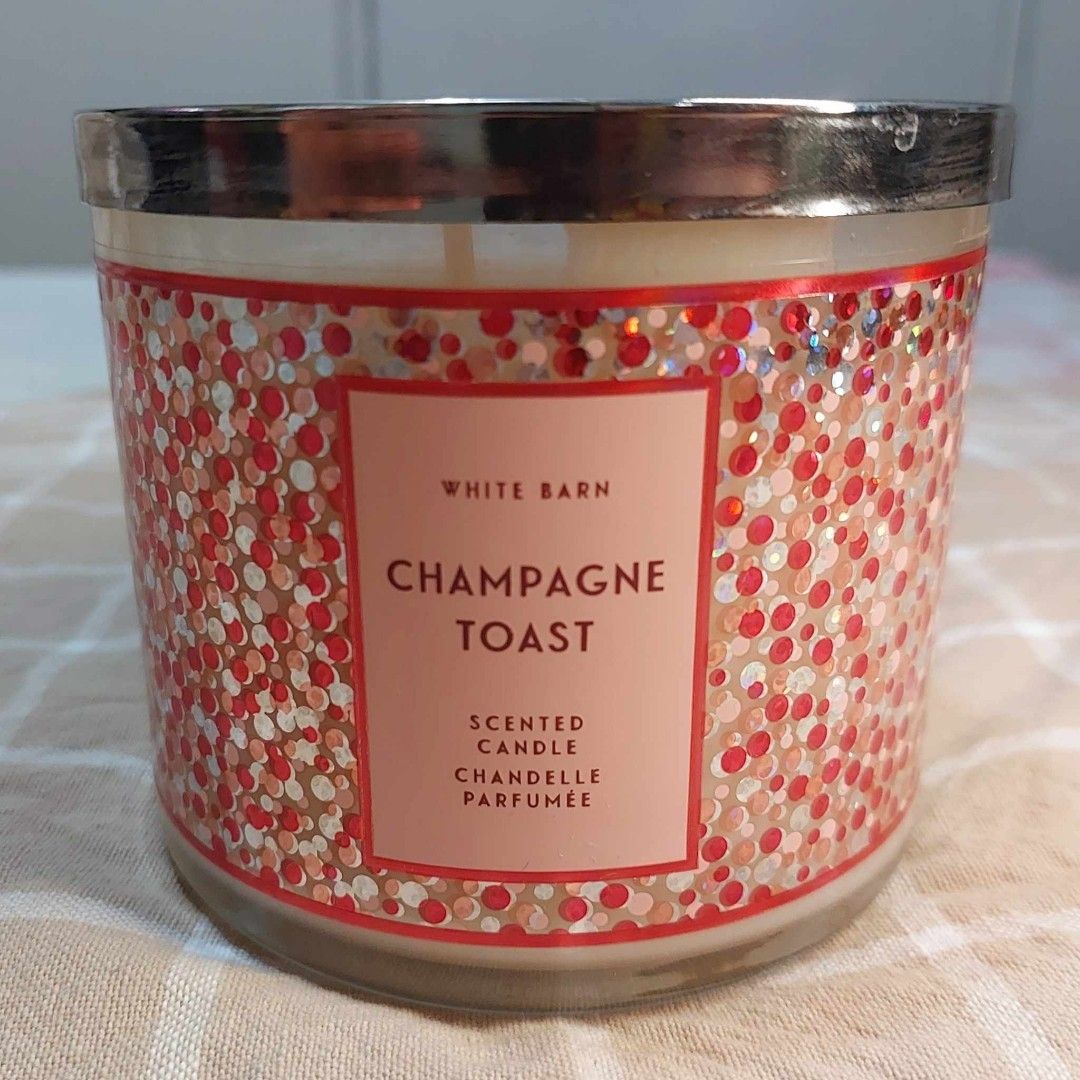 WHITE BARN
CHAMPAGNE
TOAST
SCENTED
CANDLE
CHANDELLE
PARFUMÉE